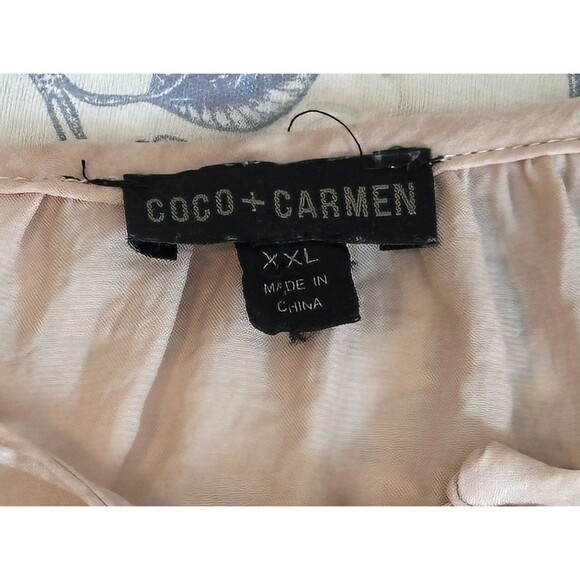 COCO + CARMEN
XXL
MADE IN
CHINA